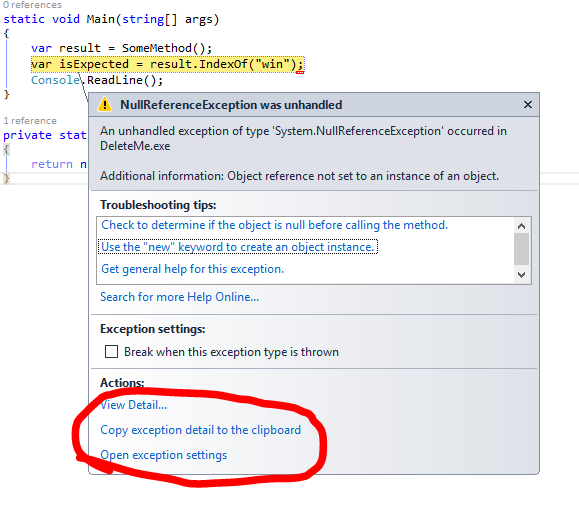 0 references
static void Main(string[] args)
{
var result = SomeMethod();
var isExpected = result.IndexOf("win");
Console.ReadLine();
}
NullReferenceException was unhandled
An unhandled exception of type 'System.NullReferenceException' occurred in
DeleteMe.exe
Additional information: Object reference not set to an instance of an object.
1 reference
private stat
{
return n
}
Troubleshooting tips:
Check to determine if the object is null before calling the method.
Use the "new" keyword to create an object instance.
Get general help for this exception.
Search for more Help Online...
Exception settings:
Break when this exception type is thrown
Actions:
View Detail...
Copy exception detail to the clipboard
Open exception settings